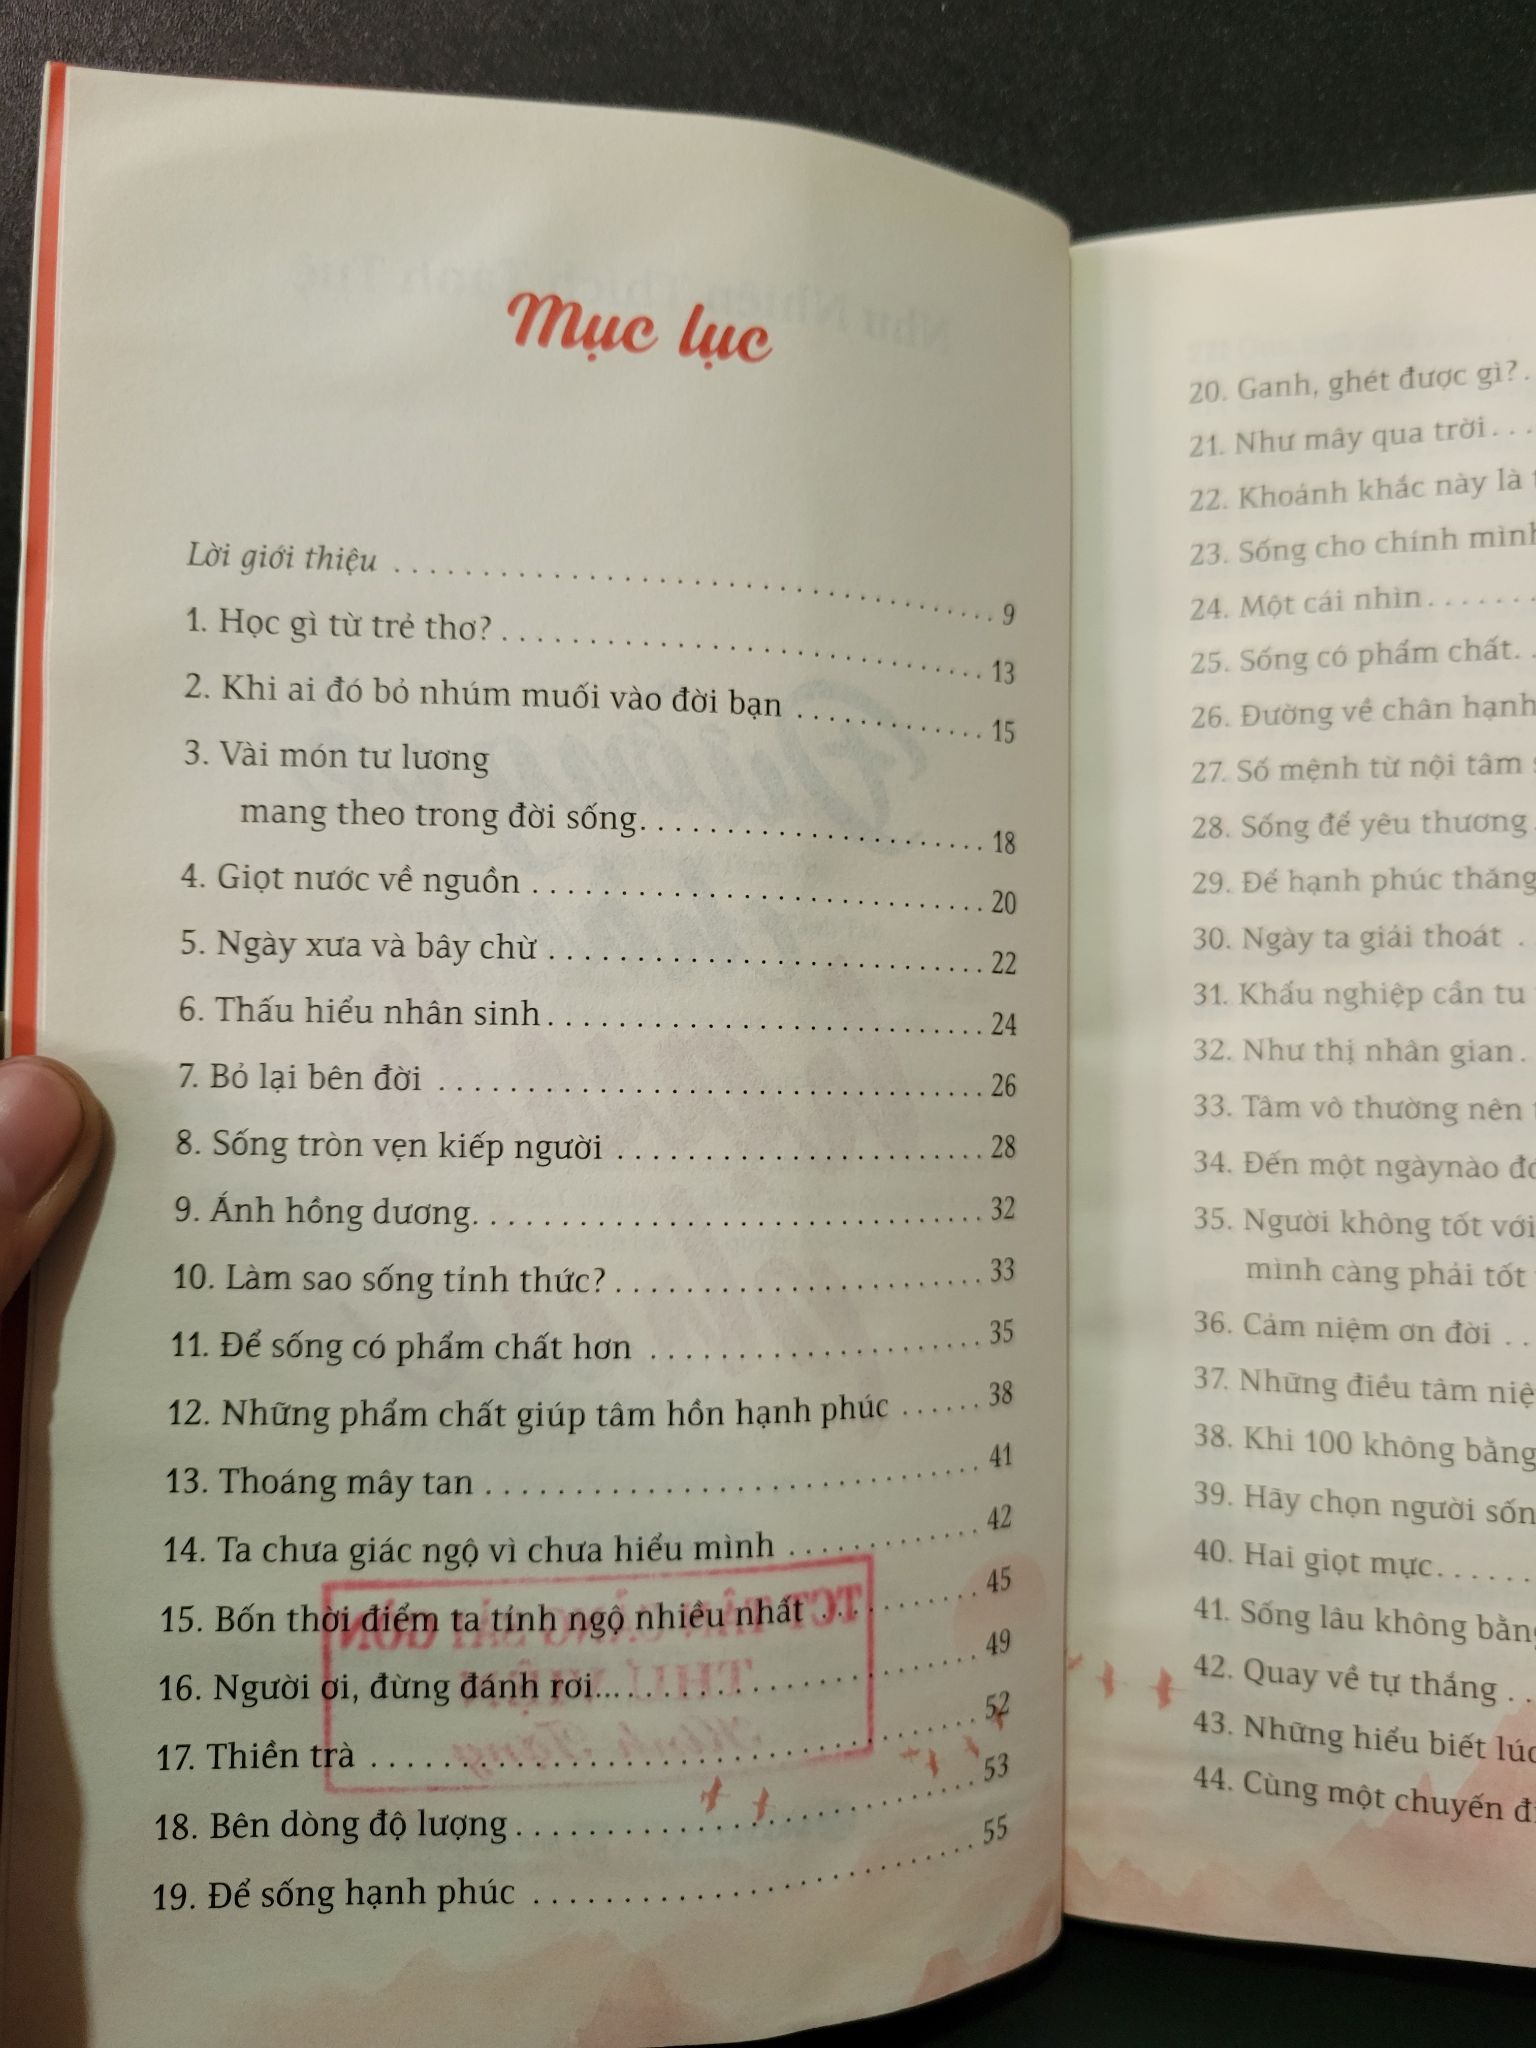 Mục lục
Lời giới thiệu . . . . . . . . . . . . . . . . . . . . . . . . . . . . . . . . 9
1. Học gì từ trẻ thơ? . . . . . . . . . . . . . . . . . . . . . . . . . . 13
2. Khi ai đó bỏ nhúm muối vào đời bạn . . . . . . . . . . 15
3. Vài món tư lương
mang theo trong đời sống. . . . . . . . . . . . . . . . . . . 18
4. Giọt nước về nguồn . . . . . . . . . . . . . . . . . . . . . . . . 20
5. Ngày xưa và bây chừ . . . . . . . . . . . . . . . . . . . . . . . 22
6. Thấu hiểu nhân sinh . . . . . . . . . . . . . . . . . . . . . . . 24
7. Bỏ lại bên đời . . . . . . . . . . . . . . . . . . . . . . . . . . . . . 26
8. Sống tròn vẹn kiếp người . . . . . . . . . . . . . . . . . . . 28
9. Ánh hồng dương. . . . . . . . . . . . . . . . . . . . . . . . . . . 32
10. Làm sao sống tỉnh thức? . . . . . . . . . . . . . . . . . . . . 33
11. Để sống có phẩm chất hơn . . . . . . . . . . . . . . . . . . 35
12. Những phẩm chất giúp tâm hồn hạnh phúc . . . . . . 38
13. Thoáng mây tan . . . . . . . . . . . . . . . . . . . . . . . . . . 41
14. Ta chưa giác ngộ vì chưa hiểu mình . . . . . . . . . . . 42
15. Bốn thời điểm ta tỉnh ngộ nhiều nhất . . . . . . . . . . 45
16. Người ơi, đừng đánh rơi... . . . . . . . . . . . . . . . . . . . 49
17. Thiền trà . . . . . . . . . . . . . . . . . . . . . . . . . . . . . . . . . 52
18. Bên dòng độ lượng . . . . . . . . . . . . . . . . . . . . . . . . 53
19. Để sống hạnh phúc . . . . . . . . . . . . . . . . . . . . . . . . 55
20. Ganh, ghét được gì? .
21. Như mây qua trời . . .
22. Khoảnh khắc này là
23. Sống cho chính mình
24. Một cái nhìn . . . . . . .
25. Sống có phẩm chất. .
26. Đường về chân hạnh
27. Số mệnh từ nội tâm
28. Sống để yêu thương
29. Để hạnh phúc thăng
30. Ngày ta giải thoát .
31. Khẩu nghiệp cần tu
32. Như thị nhân gian .
33. Tâm vô thường nên
34. Đến một ngàynào
35. Người không tốt với
mình càng phải tốt
36. Cảm niệm ơn đời . .
37. Những điều tâm
38. Khi 100 không bằng
39. Hãy chọn người
40. Hai giọt mực . . . . . .
41. Sống lâu không bằng
42. Quay về tự thắng . .
43. Những hiểu biết
44. Cùng một chuyến